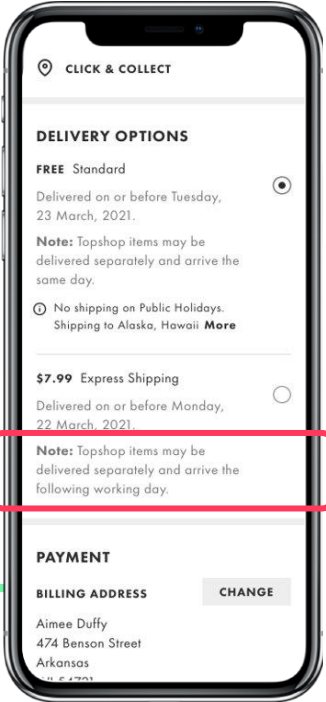 CLICK & COLLECT
DELIVERY OPTIONS
FREE Standard
Delivered on or before Tuesday,
23 March, 2021.
Note: Topshop items may be
delivered separately and arrive the
same day.
No shipping on Public Holidays.
Shipping to Alaska, Hawaii More
$7.99 Express Shipping
Delivered on or before Monday,
22 March, 2021.
Note: Topshop items may be
delivered separately and arrive the
following working day.
PAYMENT
BILLING ADDRESS
CHANGE
Aimee Duffy
474 Benson Street
Arkansas